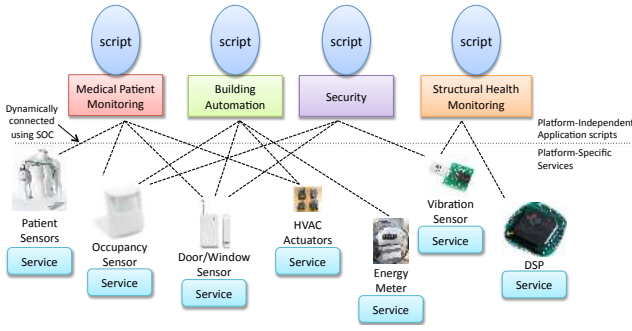 script
script
script
script
Medical Patient
Monitoring
Building
Automation
Security
Structural Health
Monitoring
Dynamically
connected
using SOC
Platform-Independent
Application scripts
Platform-Specific
Services
Patient
Sensors
Service
Occupancy
Sensor
Service
Door/Window
Sensor
Service
HVAC
Actuators
Service
Energy
Meter
Service
Vibration
Sensor
Service
DSP
Service